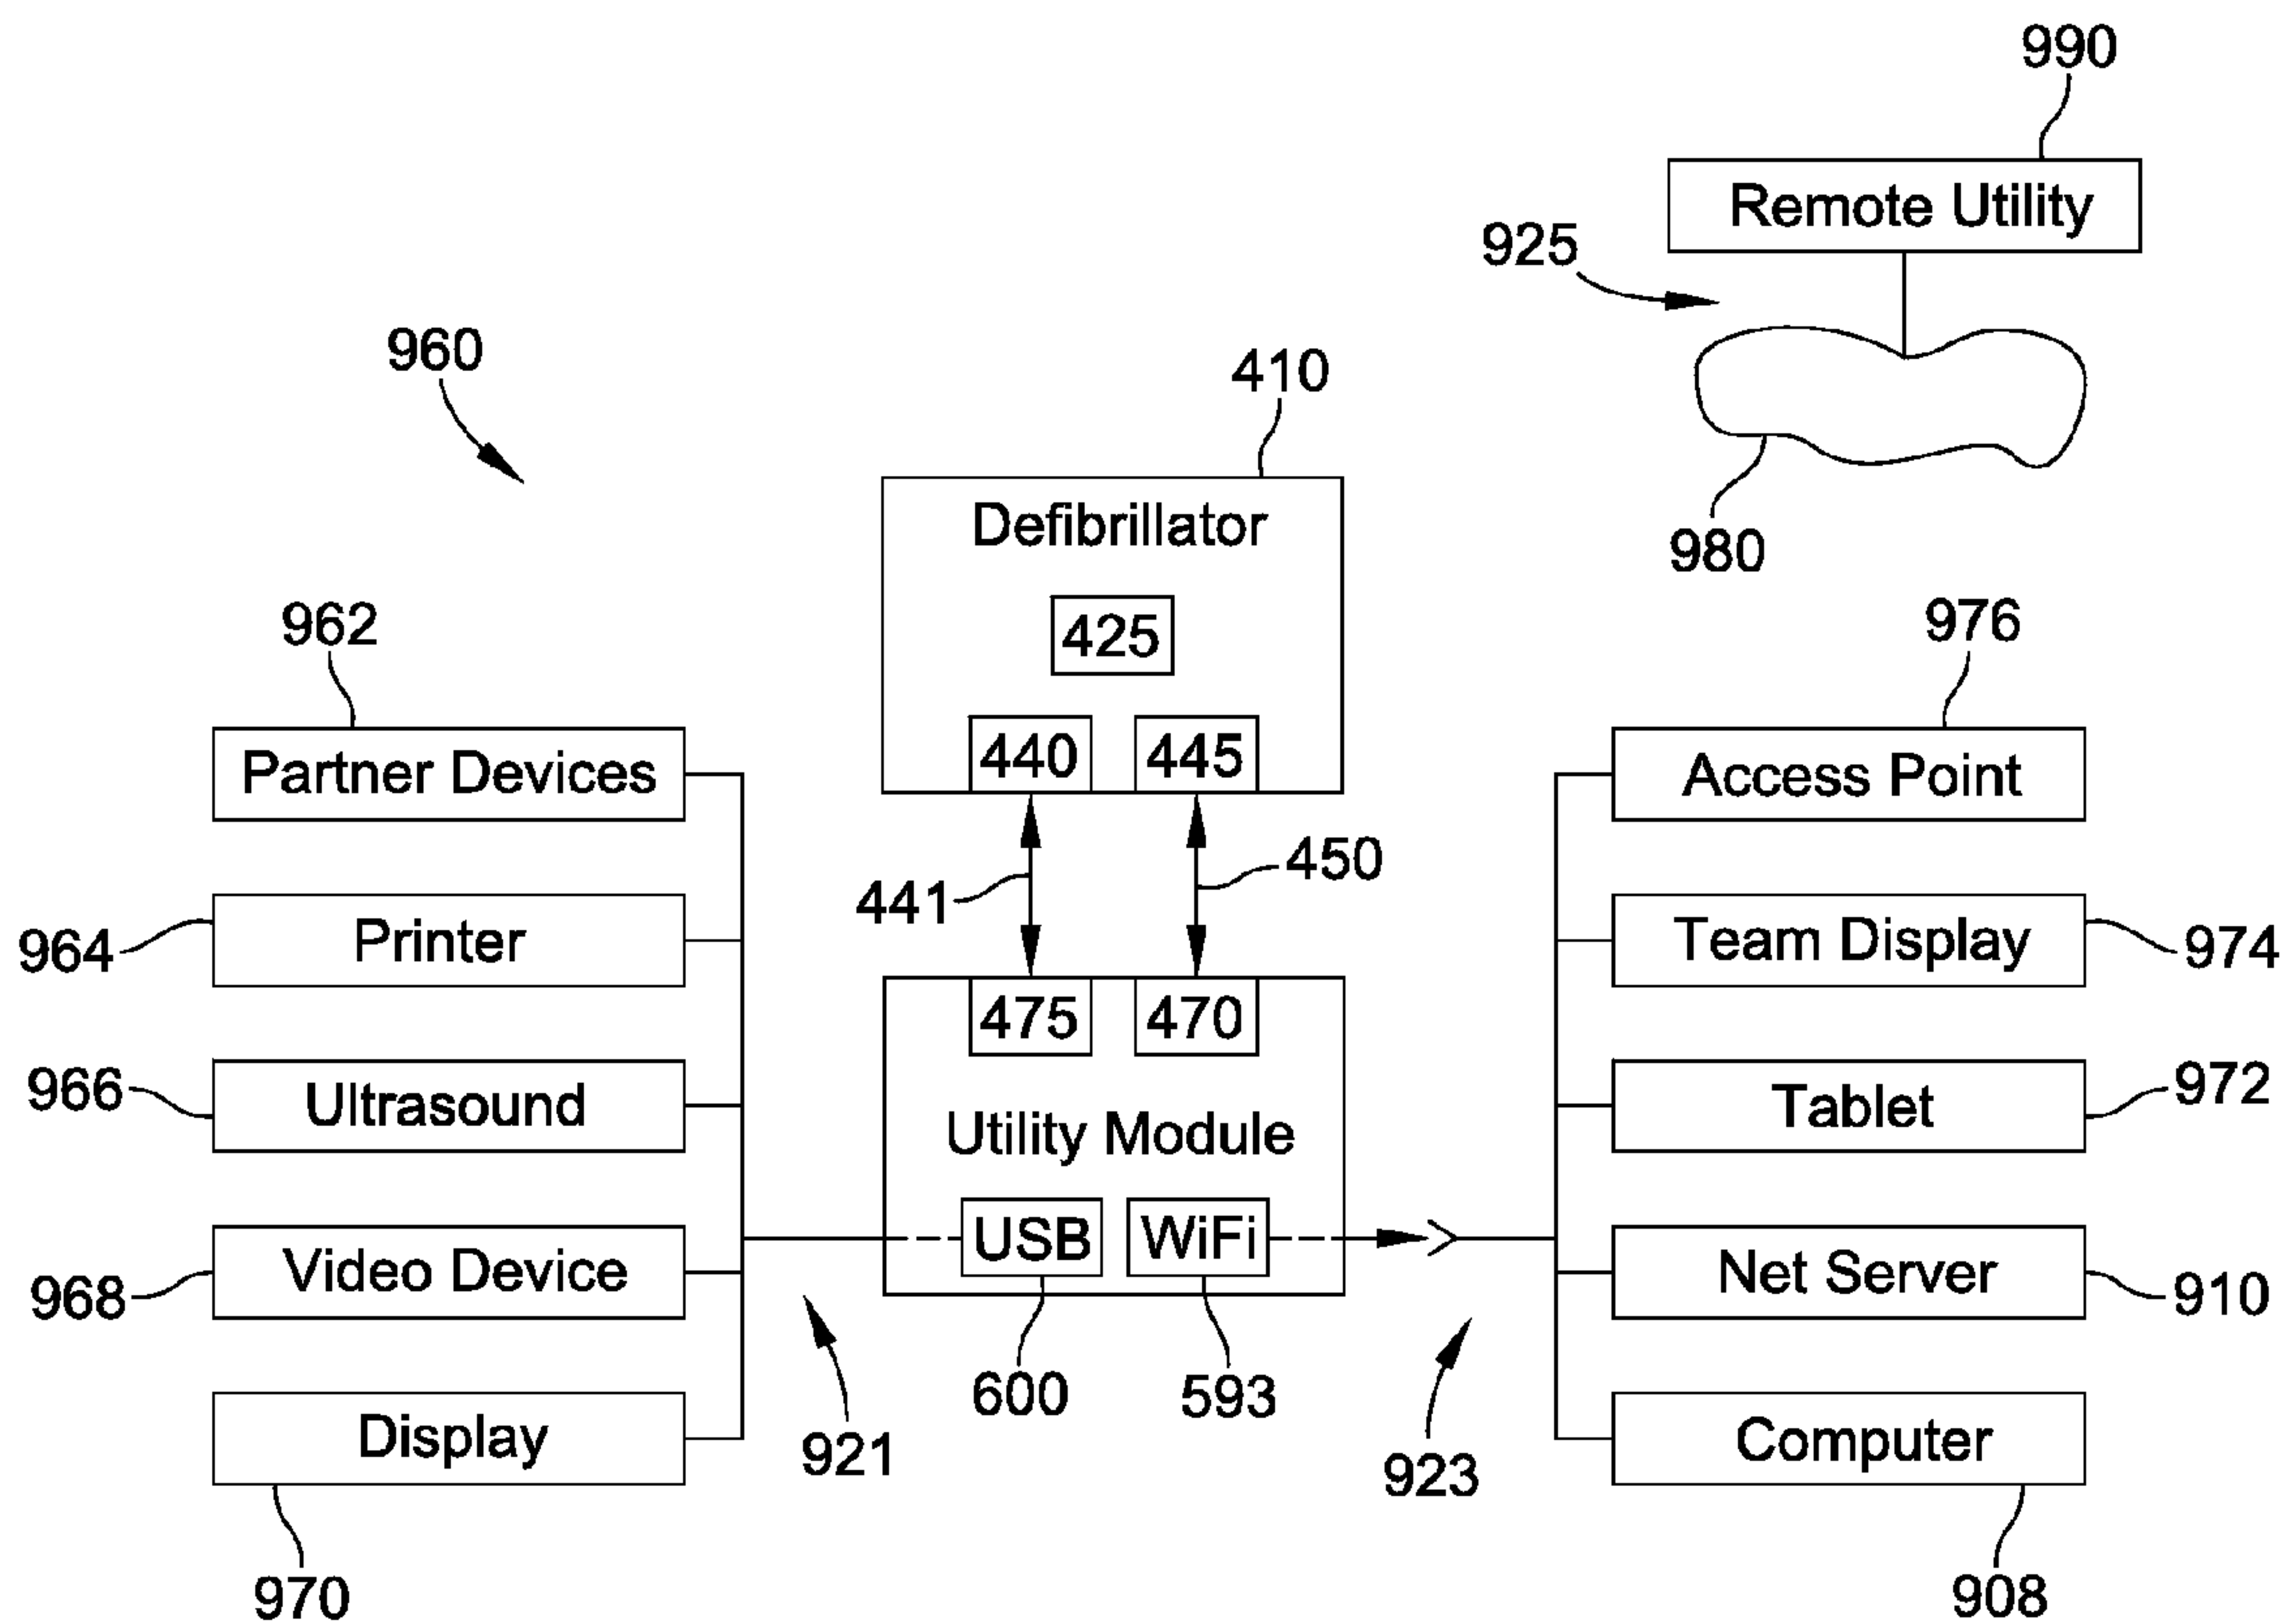 990
Remote Utility
925
960
410
980
Defibrillator
425
440
445
441
450
475
470
Utility Module
USB
WiFi
600
593
921
923
962
Partner Devices
964
Printer
966
Ultrasound
968
Video Device
Display
970
976
Access Point
Team Display
974
Tablet
972
Net Server
910
Computer
908